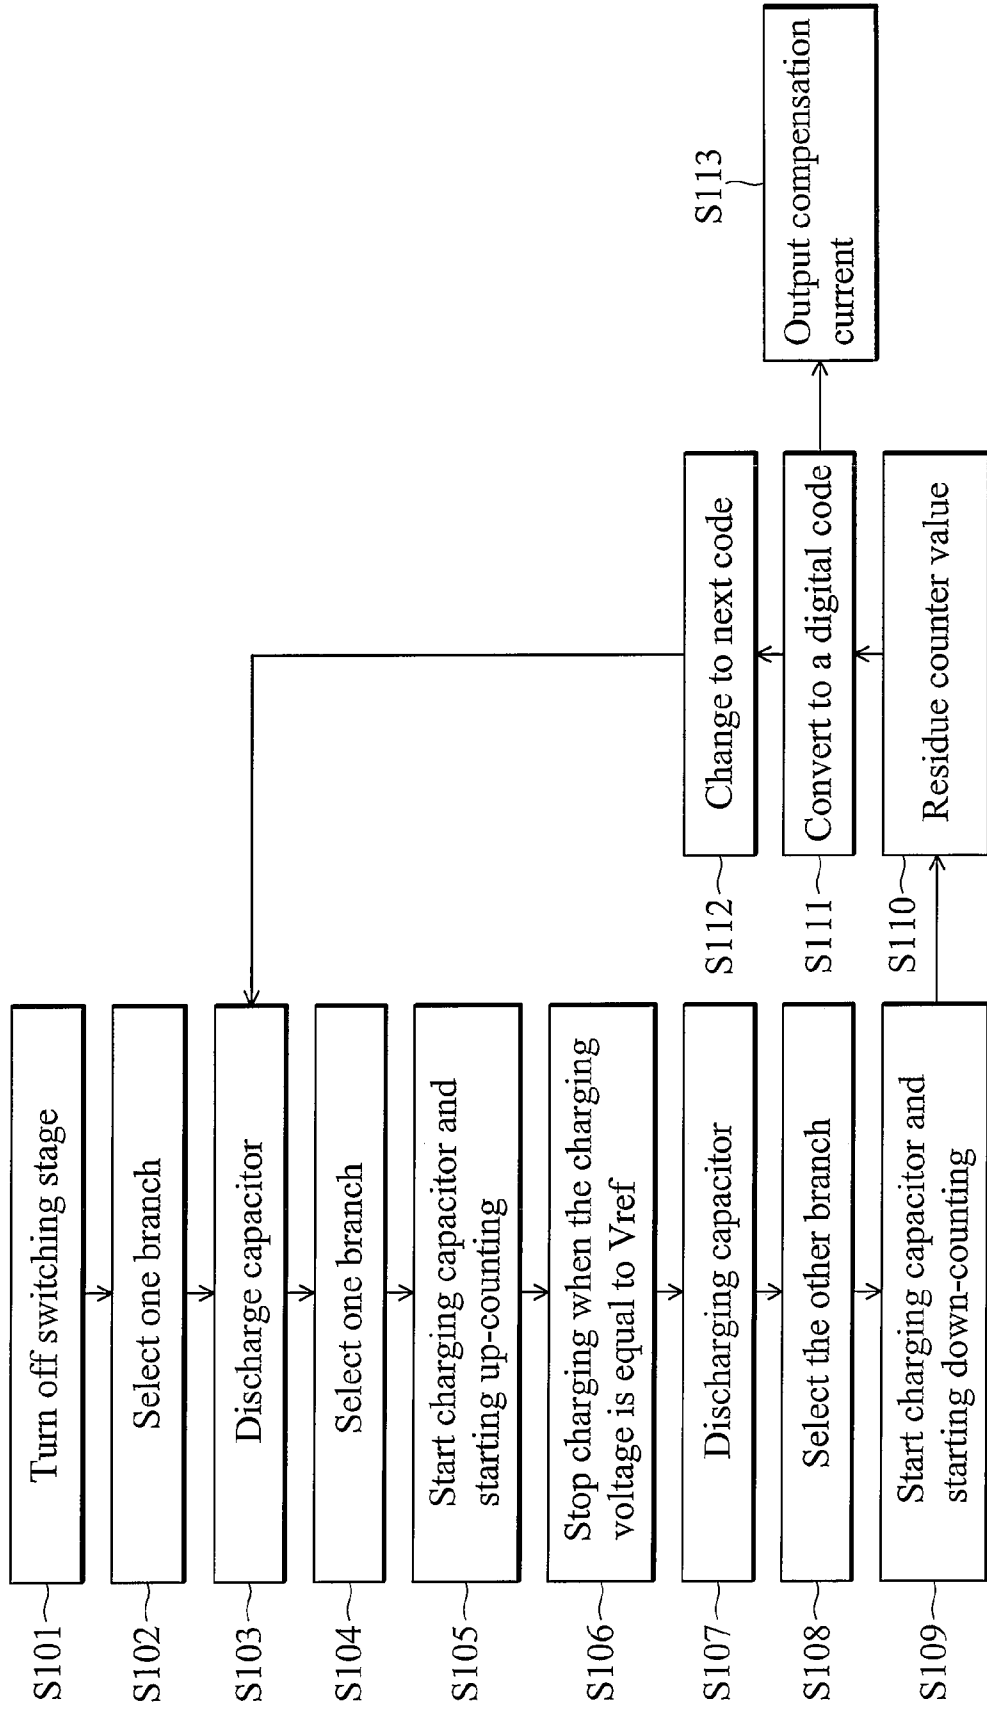 S101
Turn off switching stage
S102
Select one branch
S103
Discharge capacitor
S104
Select one branch
S105
Start charging capacitor and
starting up-counting
S106
Stop charging when the charging
voltage is equal to Vref
S107
Discharging capacitor
S108
Select the other branch
S109
Start charging capacitor and
starting down-counting
S110
Residue counter value
S111
Convert to a digital code
S112
Change to next code
S113
Output compensation
current